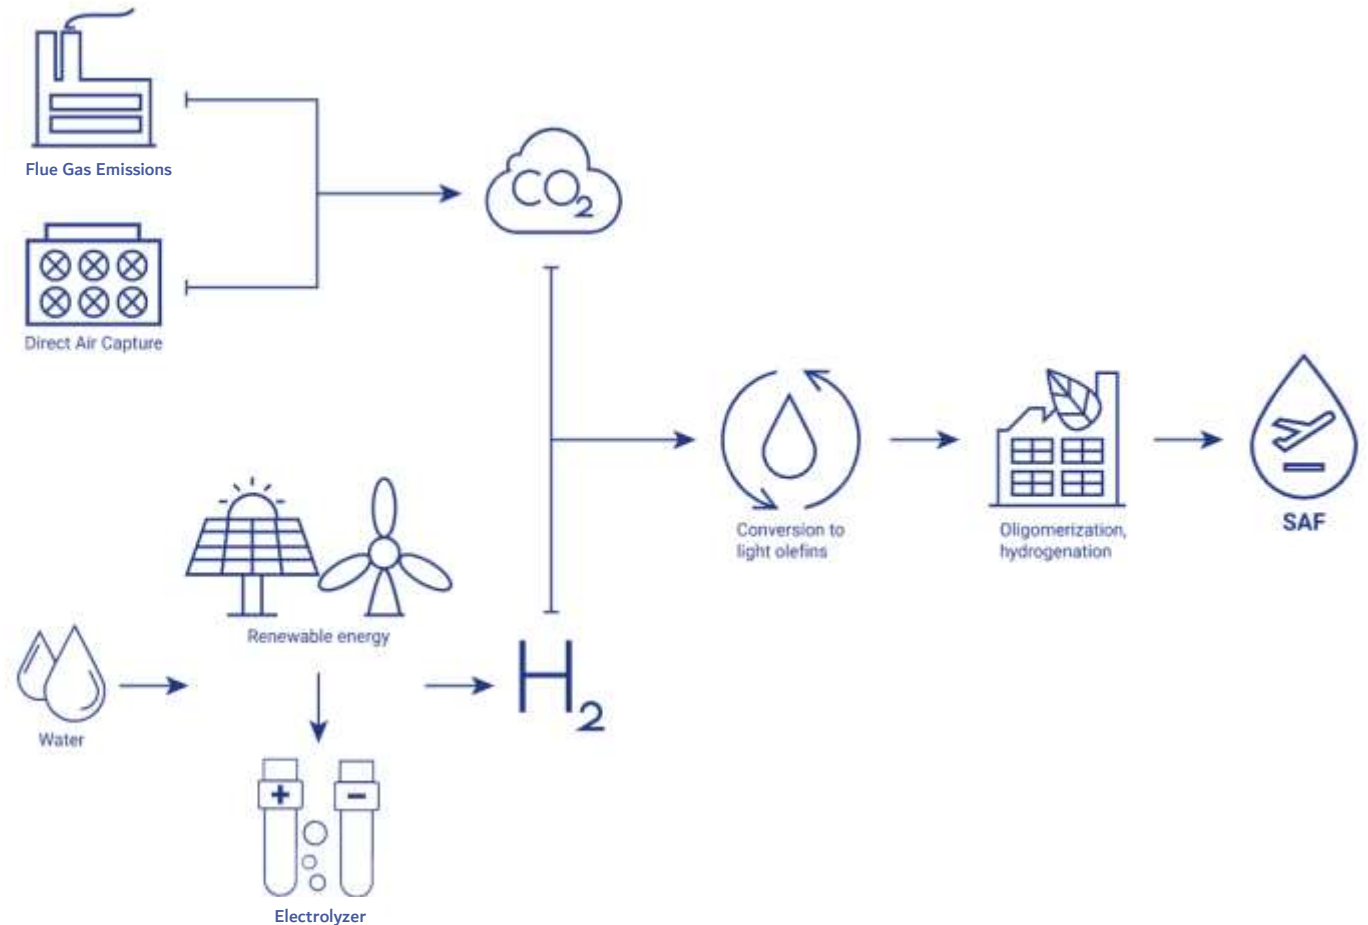 Flue Gas Emissions
CO2
Direct Air Capture
Conversion to
light olefins
Oligomerization,
hydrogenation
SAF
Renewable energy
H2
Water
+
−
Electrolyzer